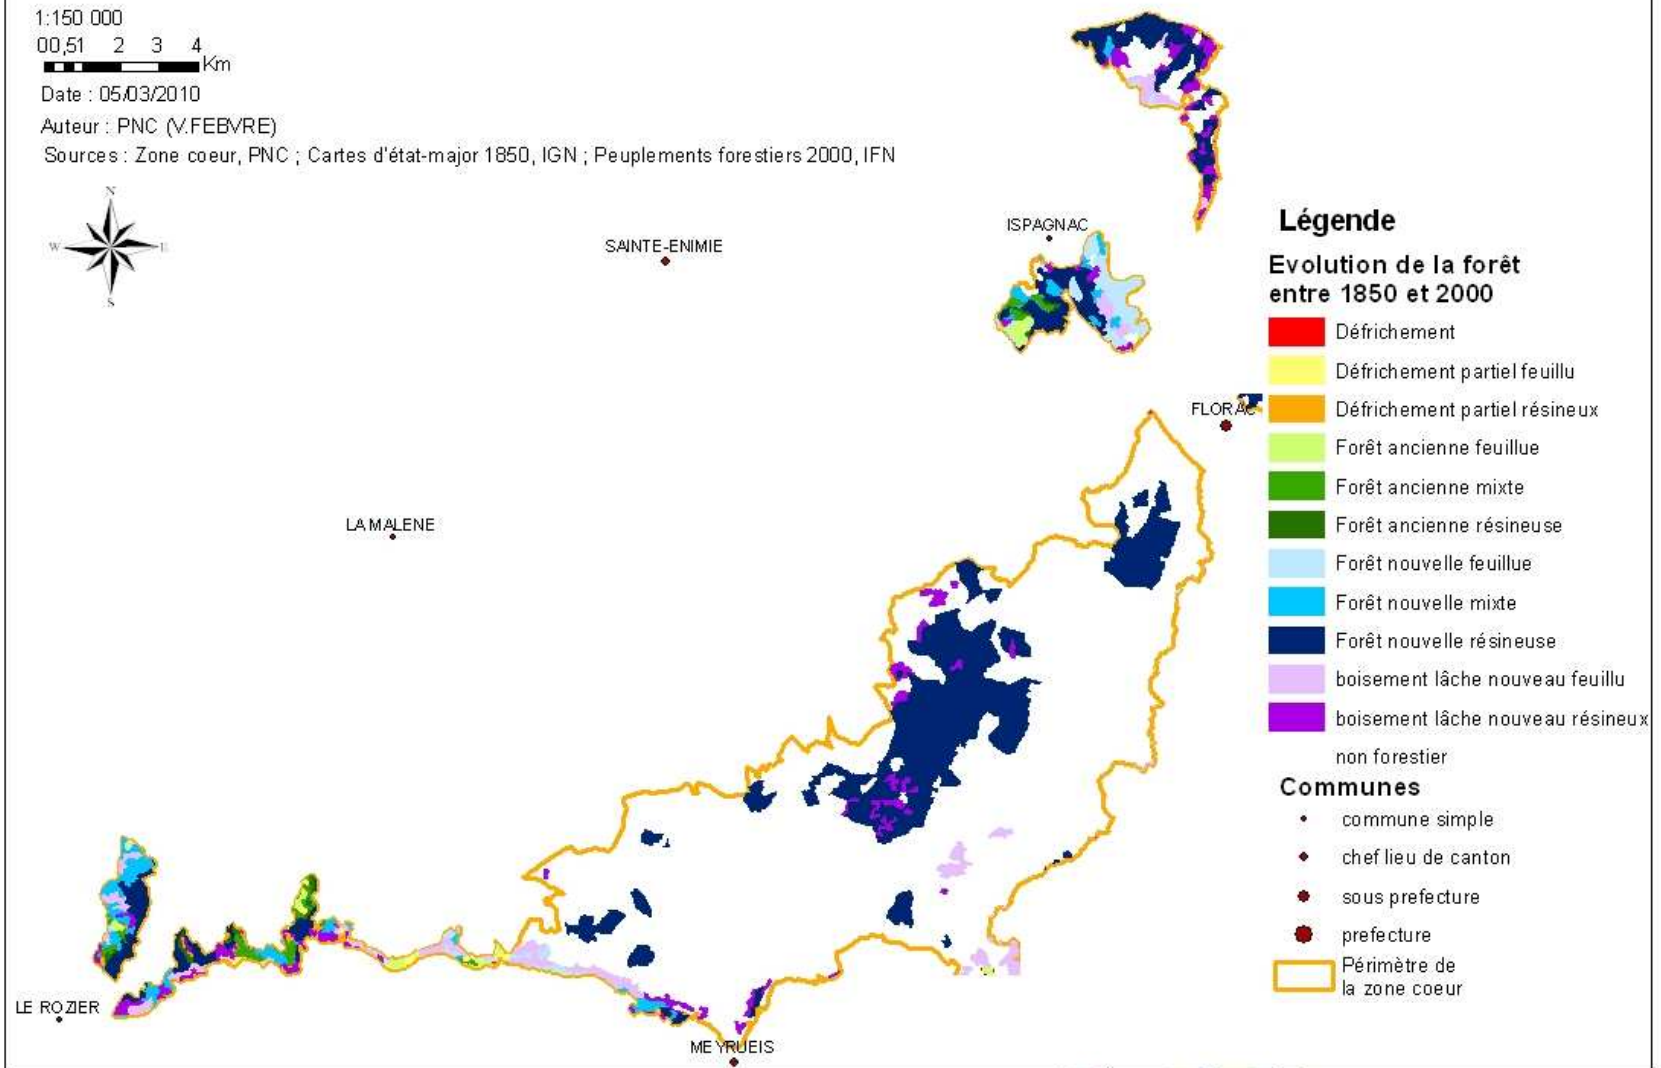 1:150 000
00,51 2 3 4
Km
Date : 05/03/2010
Auteur : PNC (V.FEBVRE)
Sources : Zone coeur, PNC ; Cartes d'état-major 1850, IGN ; Peuplements forestiers 2000, IFN
N
W E
S
SAINTE-ENIMIE
ISPAGNAC
FLORAC
LA MALENE
LE ROZIER
MEYRUEIS
Légende
Evolution de la forêt
entre 1850 et 2000
Défrichement
Défrichement partiel feuillu
Défrichement partiel résineux
Forêt ancienne feuillue
Forêt ancienne mixte
Forêt ancienne résineuse
Forêt nouvelle feuillue
Forêt nouvelle mixte
Forêt nouvelle résineuse
boisement lâche nouveau feuillu
boisement lâche nouveau résineux
non forestier
Communes
commune simple
chef lieu de canton
sous prefecture
prefecture
Périmètre de
la zone coeur